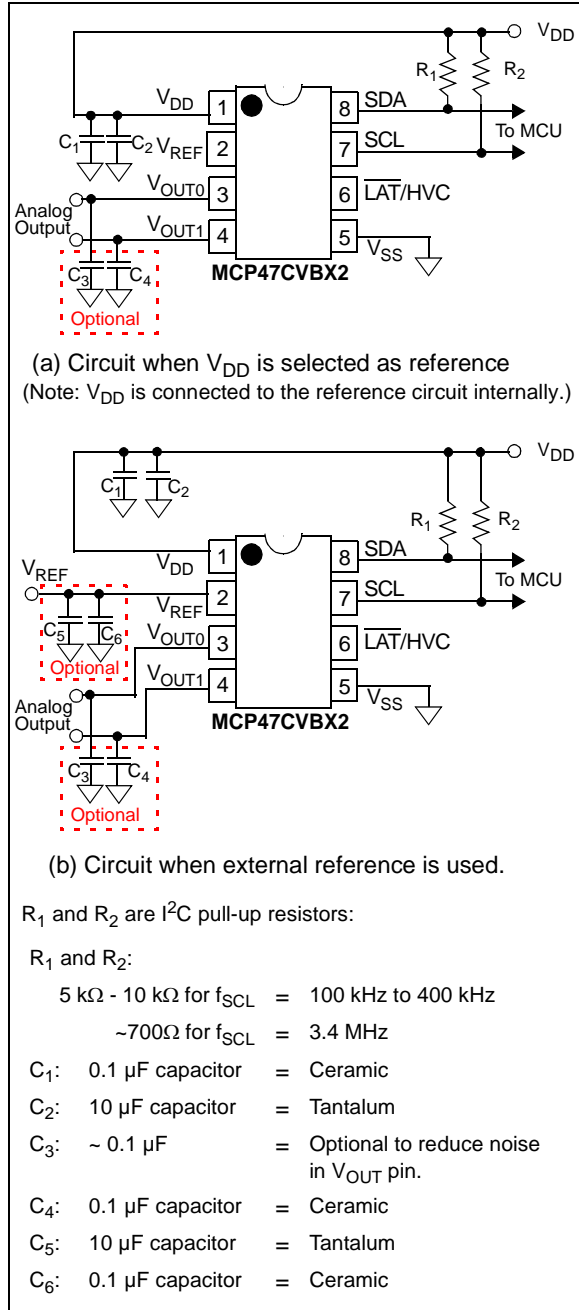 VDD
R1 R2
VDD 1 8 SDA
To MCU
C1 C2 VREF 2 7 SCL
VOUT0 3 6 LAT/HVC
Analog
Output
VOUT1 4 5 VSS
C3 C4
MCP47CVBX2
Optional
(a) Circuit when VDD is selected as reference
(Note: VDD is connected to the reference circuit internally.)
VDD
C1 C2
R1 R2
VDD 1 8 SDA
To MCU
VREF
VREF 2 7 SCL
C5 C6
VOUT0 3 6 LAT/HVC
Optional
VOUT1 4 5 VSS
Analog
Output
MCP47CVBX2
C3 C4
Optional
(b) Circuit when external reference is used.
R1 and R2 are I2C pull-up resistors:
R1 and R2:
5 kΩ - 10 kΩ for fSCL = 100 kHz to 400 kHz
~700Ω for fSCL = 3.4 MHz
C1: 0.1 µF capacitor = Ceramic
C2: 10 µF capacitor = Tantalum
C3: ~ 0.1 µF = Optional to reduce noise
in VOUT pin.
C4: 0.1 µF capacitor = Ceramic
C5: 10 µF capacitor = Tantalum
C6: 0.1 µF capacitor = Ceramic